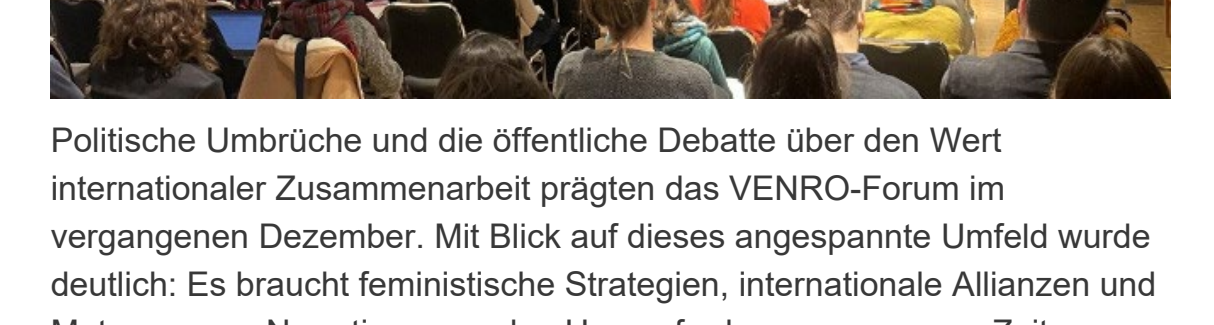 Politische Umbrüche und die öffentliche Debatte über den Wert
internationaler Zusammenarbeit prägten das VENRO-Forum im
vergangenen Dezember. Mit Blick auf dieses angespannte Umfeld wurde
deutlich: Es braucht feministische Strategien, internationale Allianzen und